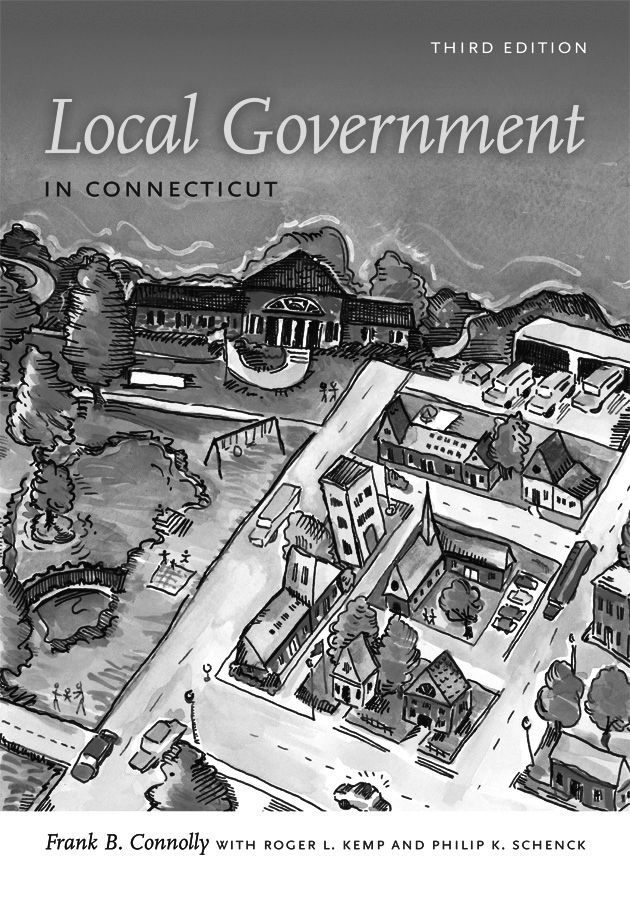 THIRD EDITION
Local Government
IN CONNECTICUT
Frank B. Connolly WITH ROGER L. KEMP AND PHILIP K. SCHENCK